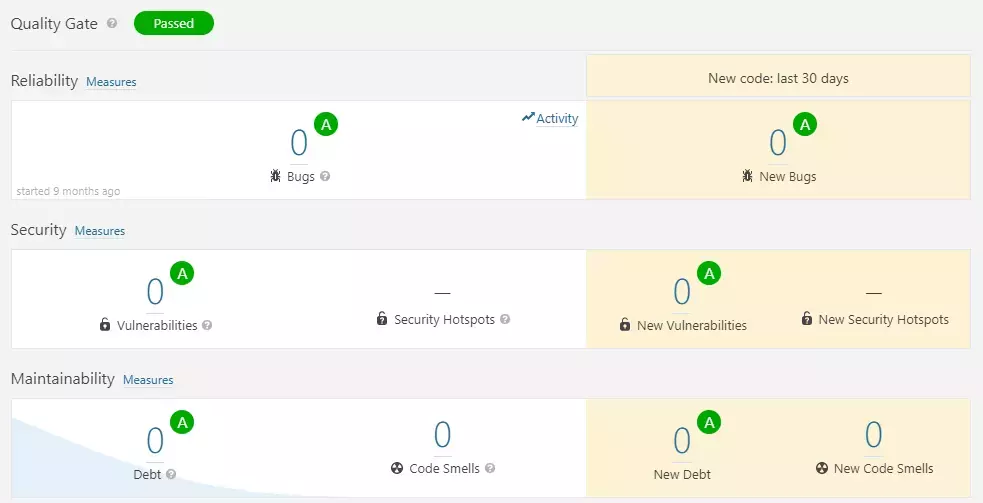 Quality Gate ? Passed
Reliability Measures
New code: last 30 days
Activity
0 A
Bugs ?
started 9 months ago
0 A
New Bugs
Security Measures
0 A
Vulnerabilities ?
—
Security Hotspots ?
0 A
New Vulnerabilities
—
New Security Hotspots
Maintainability Measures
0 A
Debt ?
0
Code Smells ?
0 A
New Debt
0
New Code Smells